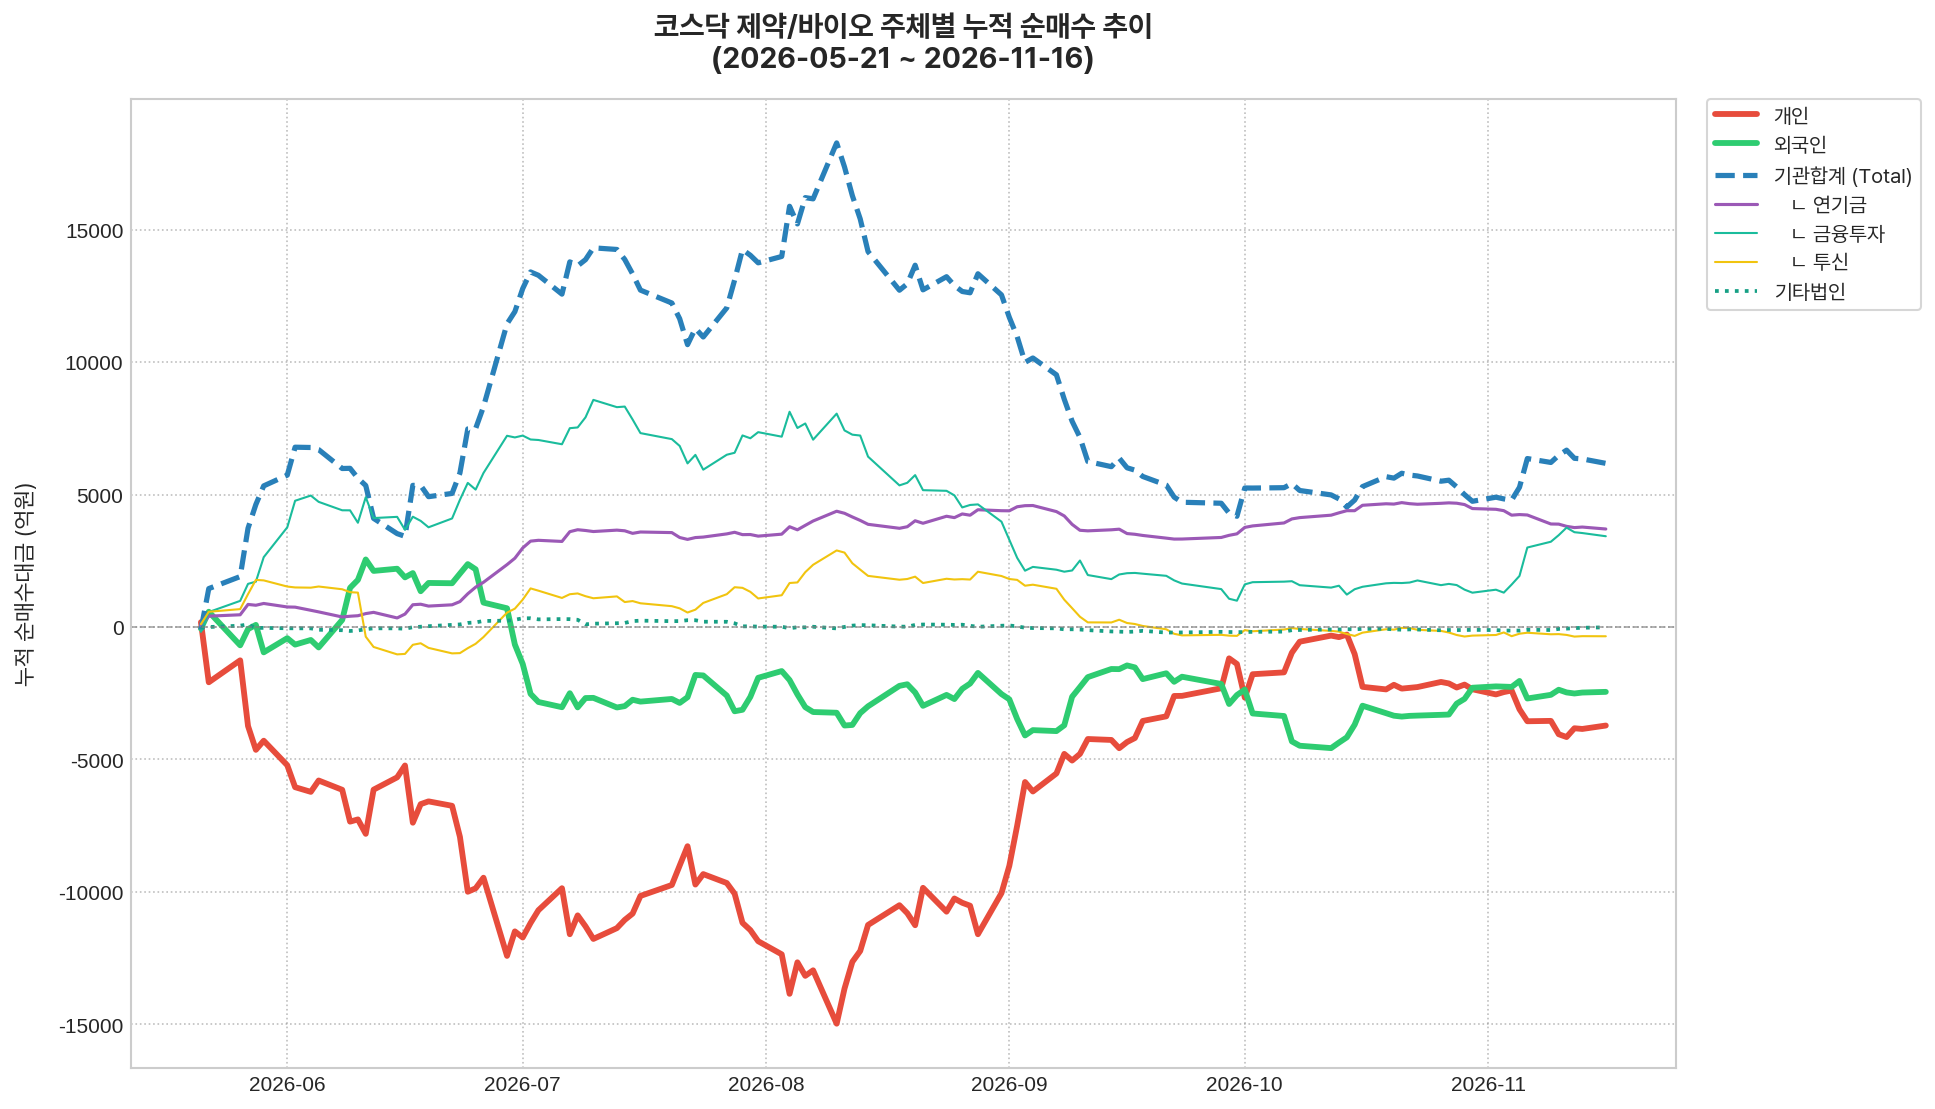 코스닥 제약/바이오 주체별 누적 순매수 추이
(2026-05-21 ~ 2026-11-16)
누적 순매수대금 (억원)
15000
10000
5000
0
-5000
-10000
-15000
2026-06
2026-07
2026-08
2026-09
2026-10
2026-11
개인
외국인
기관합계 (Total)
ㄴ 연기금
ㄴ 금융투자
ㄴ 투신
기타법인